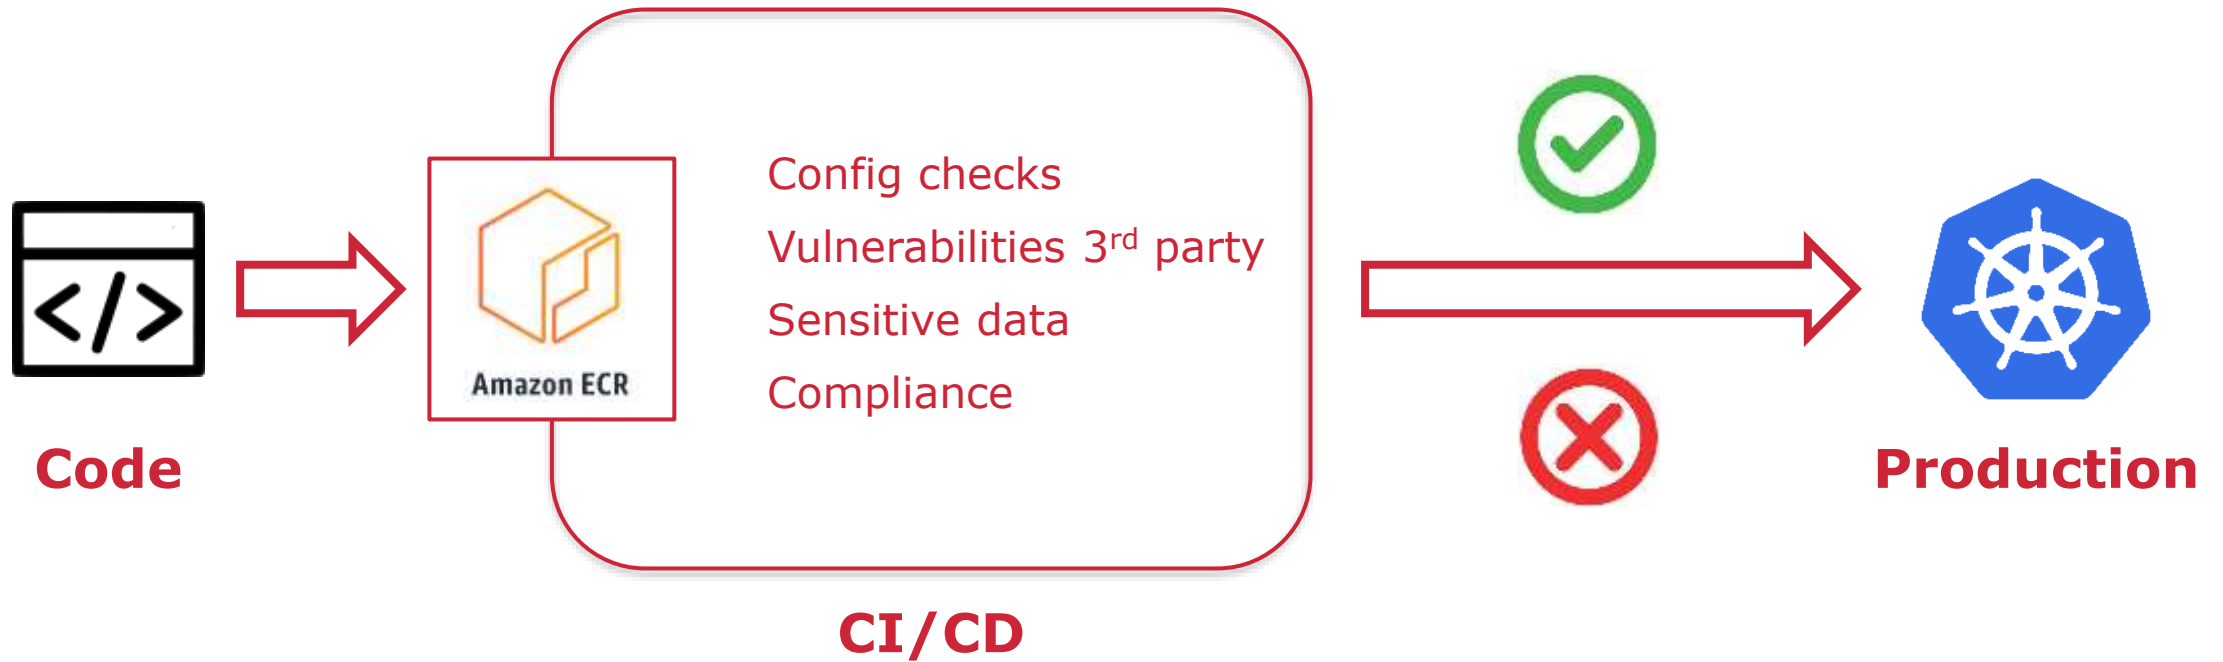 Config checks
Vulnerabilities 3rd party
Sensitive data
Compliance
</>
Amazon ECR
Code
Production
CI/CD